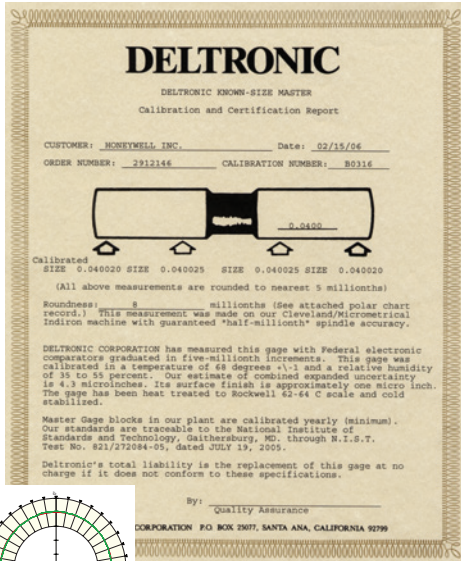 DELTRONIC
DELTRONIC KNOWN-SIZE MASTER
Calibration and Certification Report
CUSTOMER: HONEYWELL INC. Date: 02/15/06
ORDER NUMBER: 2912146 CALIBRATION NUMBER: B0316
0.0400
Calibrated
SIZE 0.040020 SIZE 0.040025 SIZE 0.040025 SIZE 0.040020
(All above measurements are rounded to nearest 5 millionths)
Roundness: 8 millionths (See attached polar chart
record.) This measurement was made on our Cleveland/Micrometrical
Indiron machine with guaranteed "half-millionth" spindle accuracy.
DELTRONIC CORPORATION has measured this gage with Federal electronic
comparators graduated in five-millionth increments. This gage was
calibrated in a temperature of 68 degrees +\-1 and a relative humidity
of 35 to 55 percent. Our estimate of combined expanded uncertainty
is 4.3 microinches. Its surface finish is approximately one micro inch.
The gage has been heat treated to Rockwell 62-64 C scale and cold
stabilized.
Master Gage blocks in our plant are calibrated yearly (minimum).
Our standards are traceable to the National Institute of
Standards and Technology, Gaithersburg, MD. through N.I.S.T.
Test No. 821/272084-05, dated JULY 19, 2005.
Deltronic's total liability is the replacement of this gage at no
charge if it does not conform to these specifications.
By:
Quality Assurance
CORPORATION P.O. BOX 25077, SANTA ANA, CALIFORNIA 92799